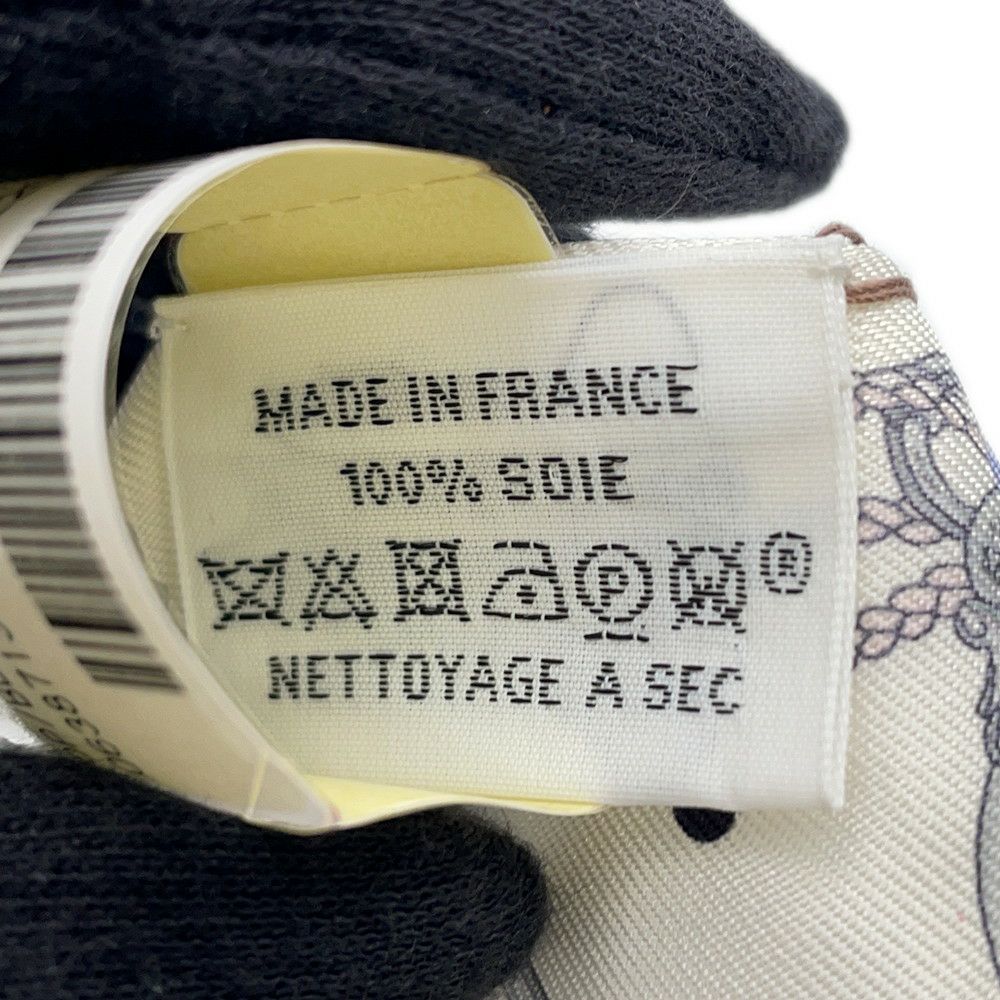 MADE IN FRANCE
100% SOIE
P W ®
NETTOYAGE A SEC